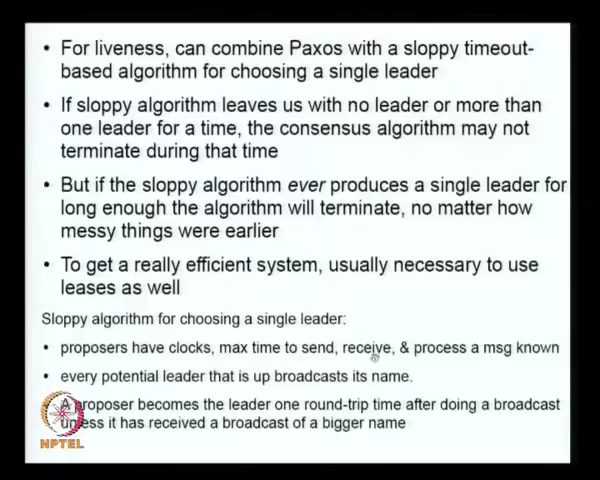 • For liveness, can combine Paxos with a sloppy timeout-
based algorithm for choosing a single leader
• If sloppy algorithm leaves us with no leader or more than
one leader for a time, the consensus algorithm may not
terminate during that time
• But if the sloppy algorithm ever produces a single leader for
long enough the algorithm will terminate, no matter how
messy things were earlier
• To get a really efficient system, usually necessary to use
leases as well
Sloppy algorithm for choosing a single leader:
• proposers have clocks, max time to send, receive, & process a msg known
• every potential leader that is up broadcasts its name.
• A proposer becomes the leader one round-trip time after doing a broadcast
unless it has received a broadcast of a bigger name
NPTEL